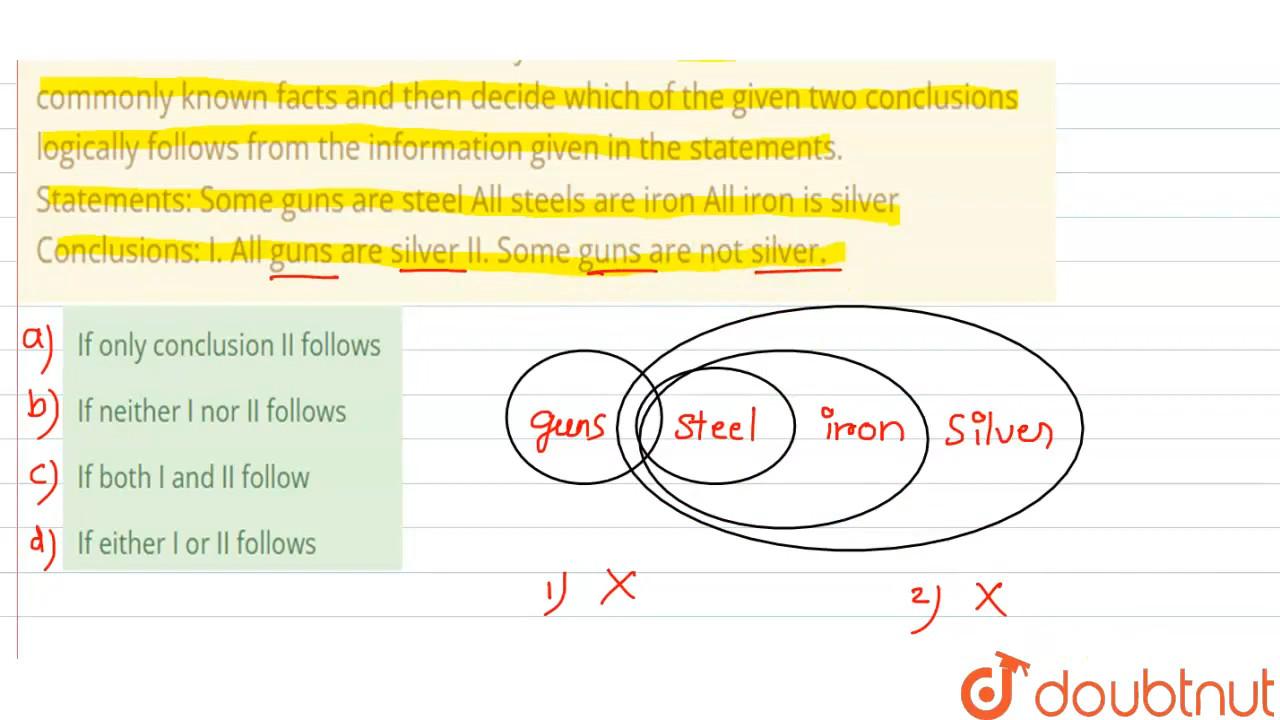 commonly known facts and then decide which of the given two conclusions
logically follows from the information given in the statements.
Statements: Some guns are steel All steels are iron All iron is silver
Conclusions: I. All guns are silver II. Some guns are not silver.
a) If only conclusion II follows
b) If neither I nor II follows
c) If both I and II follow
d) If either I or II follows
guns steel iron silver
1) X 2) X
doubtnut